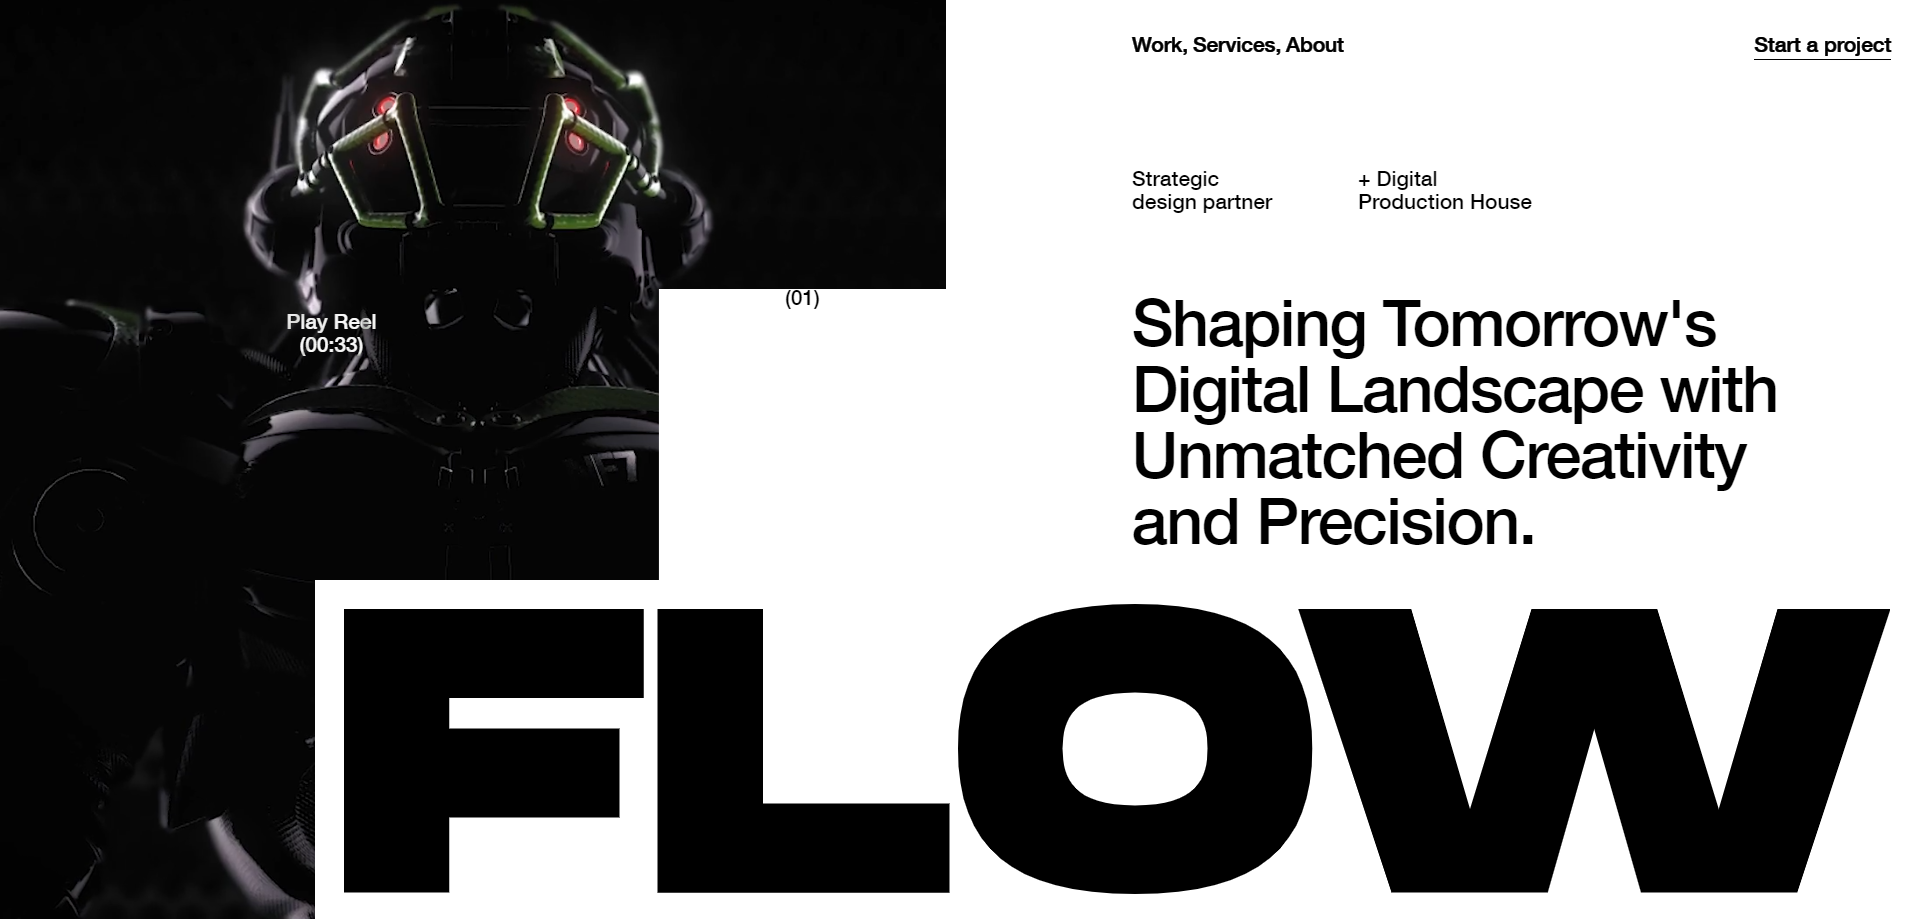 Work, Services, About
Start a project
Strategic
design partner
+ Digital
Production House
Play Reel
(00:33)
(01)
Shaping Tomorrow's
Digital Landscape with
Unmatched Creativity
and Precision.
FLOW